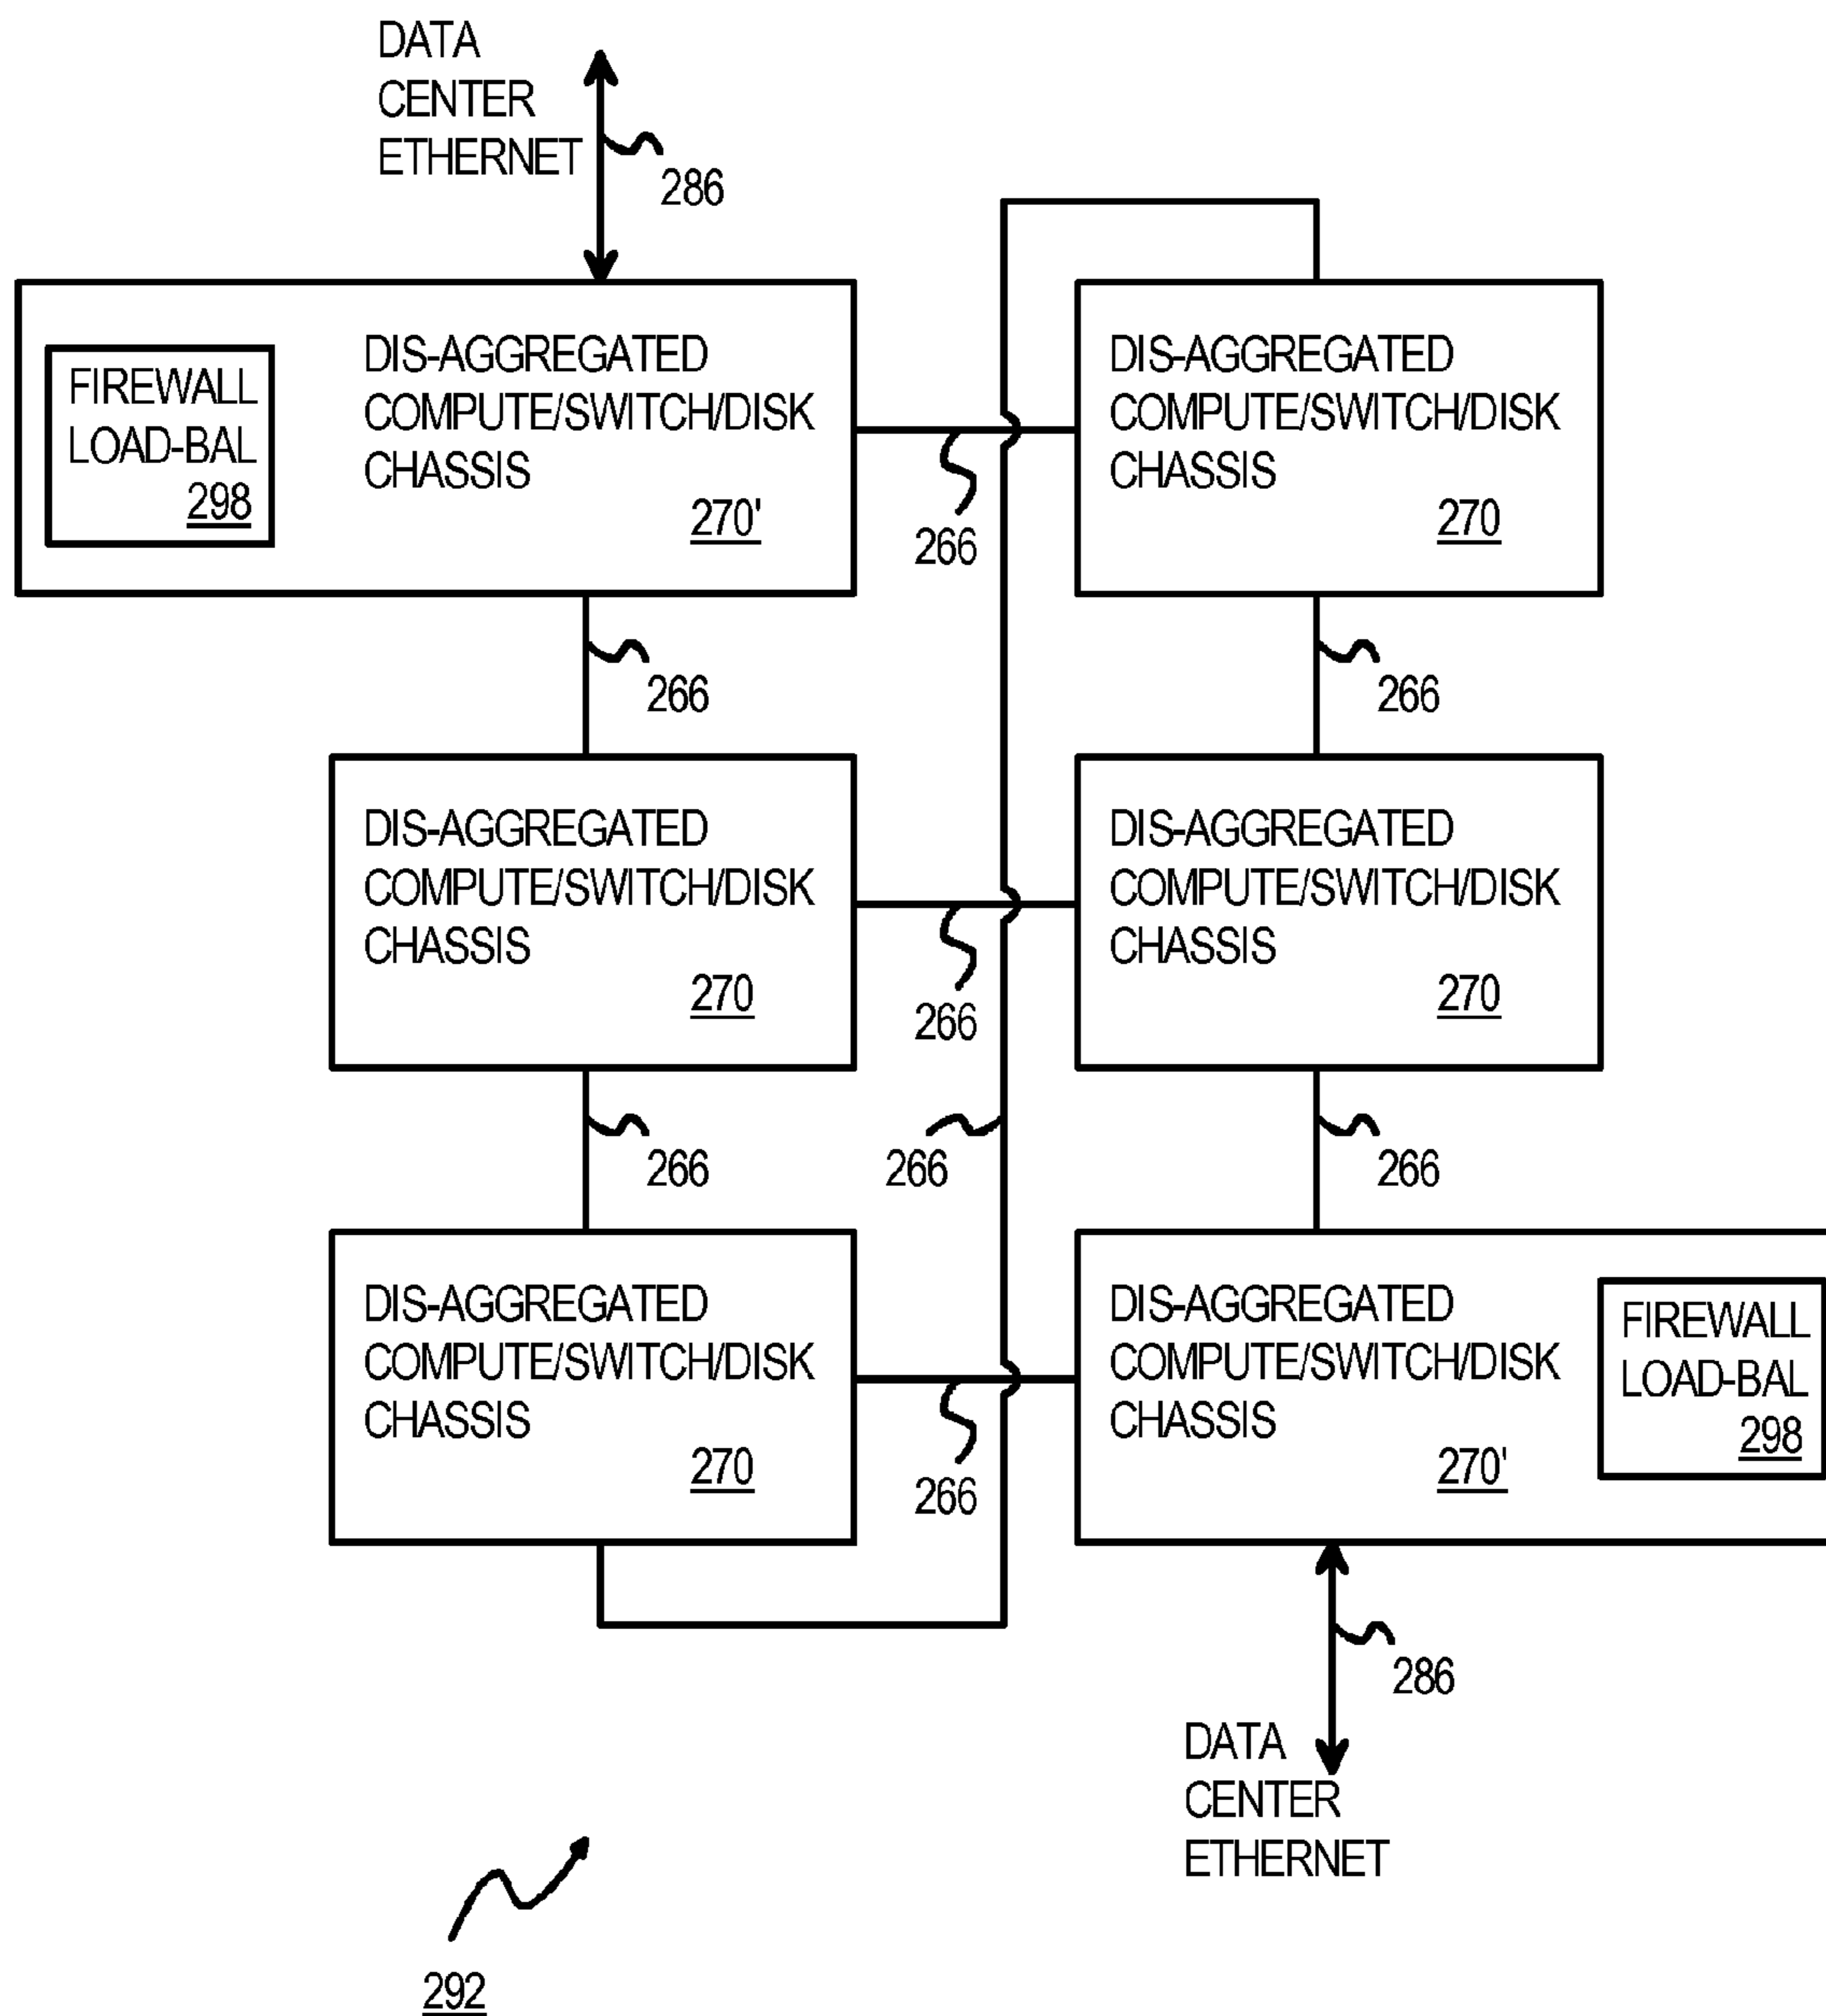 DATA
CENTER
ETHERNET
286
FIREWALL
LOAD-BAL
298
DIS-AGGREGATED
COMPUTE/SWITCH/DISK
CHASSIS
270'
266
DIS-AGGREGATED
COMPUTE/SWITCH/DISK
CHASSIS
270
266
266
DIS-AGGREGATED
COMPUTE/SWITCH/DISK
CHASSIS
270
266
DIS-AGGREGATED
COMPUTE/SWITCH/DISK
CHASSIS
270
266
266
266
DIS-AGGREGATED
COMPUTE/SWITCH/DISK
CHASSIS
270
266
DIS-AGGREGATED
COMPUTE/SWITCH/DISK
CHASSIS
270'
FIREWALL
LOAD-BAL
298
286
DATA
CENTER
ETHERNET
292